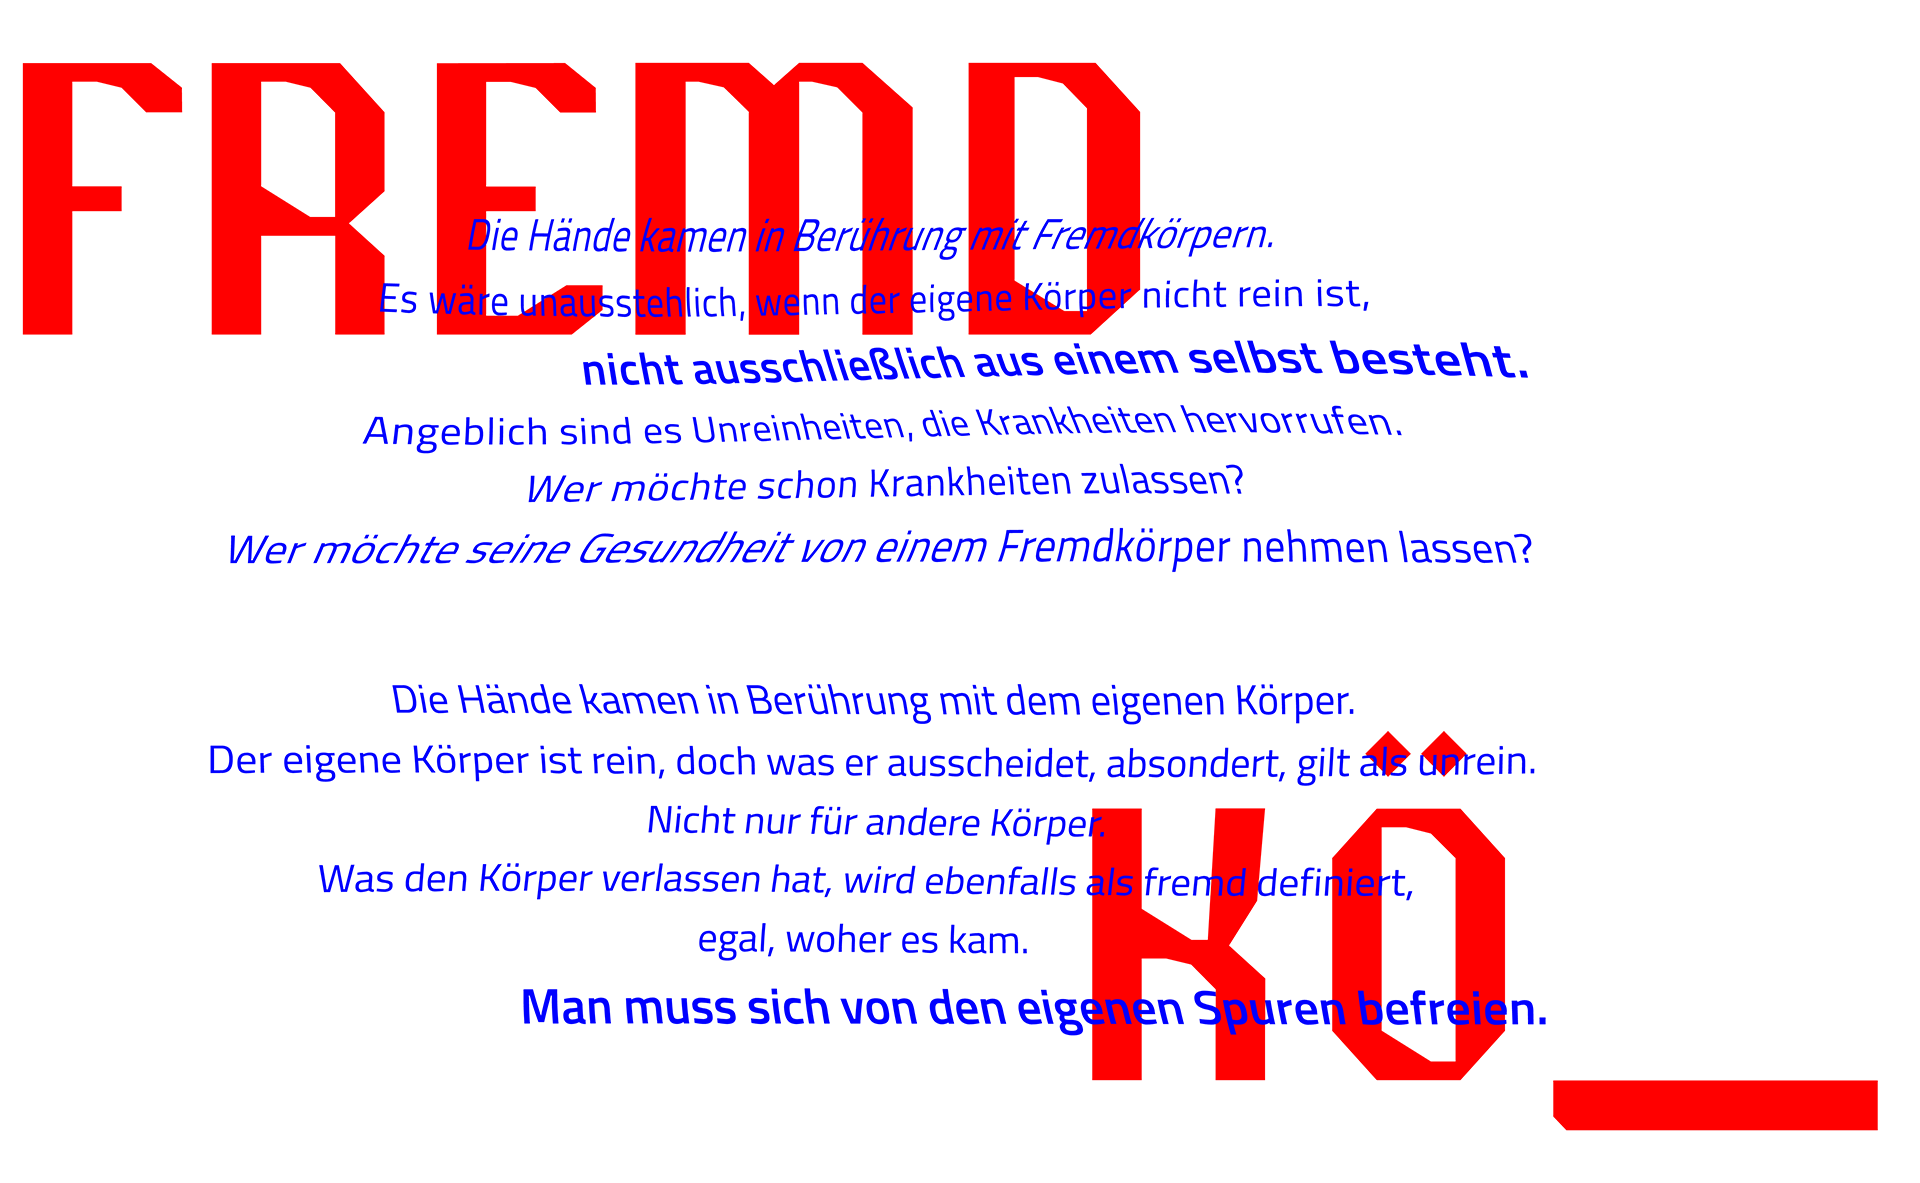 FREMD
Die Hände kamen in Berührung mit Fremdkörpern.
Es wäre unausstehlich, wenn der eigene Körper nicht rein ist,
nicht ausschließlich aus einem selbst besteht.
Angeblich sind es Unreinheiten, die Krankheiten hervorrufen.
Wer möchte schon Krankheiten zulassen?
Wer möchte seine Gesundheit von einem Fremdkörper nehmen lassen?
Die Hände kamen in Berührung mit dem eigenen Körper.
Der eigene Körper ist rein, doch was er ausscheidet, absondert, gilt als unrein.
Nicht nur für andere Körper.
Was den Körper verlassen hat, wird ebenfalls als fremd definiert,
egal, woher es kam.
Man muss sich von den eigenen Spuren befreien.
KÖ_